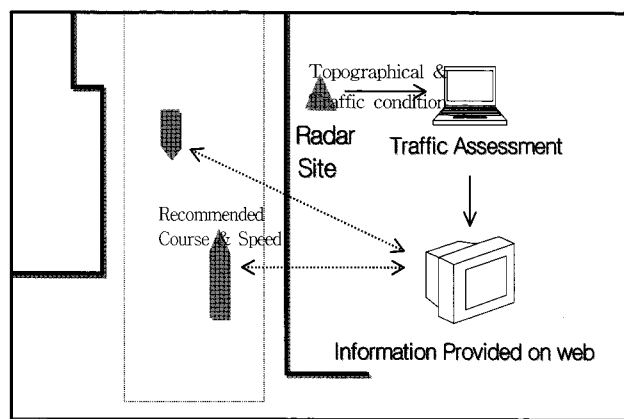 Topographical &
Traffic condition
Radar
Site
Traffic Assessment
Recommended
Course & Speed
Information Provided on web